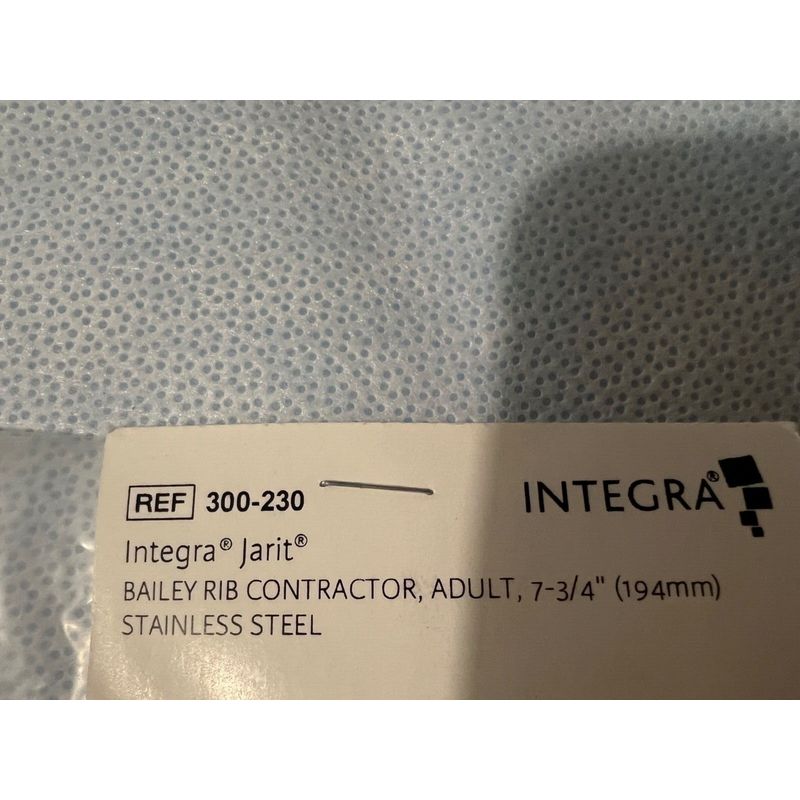 REF 300-230
INTEGRA®
Integra® Jarit®
BAILEY RIB CONTRACTOR, ADULT, 7-3/4" (194mm)
STAINLESS STEEL